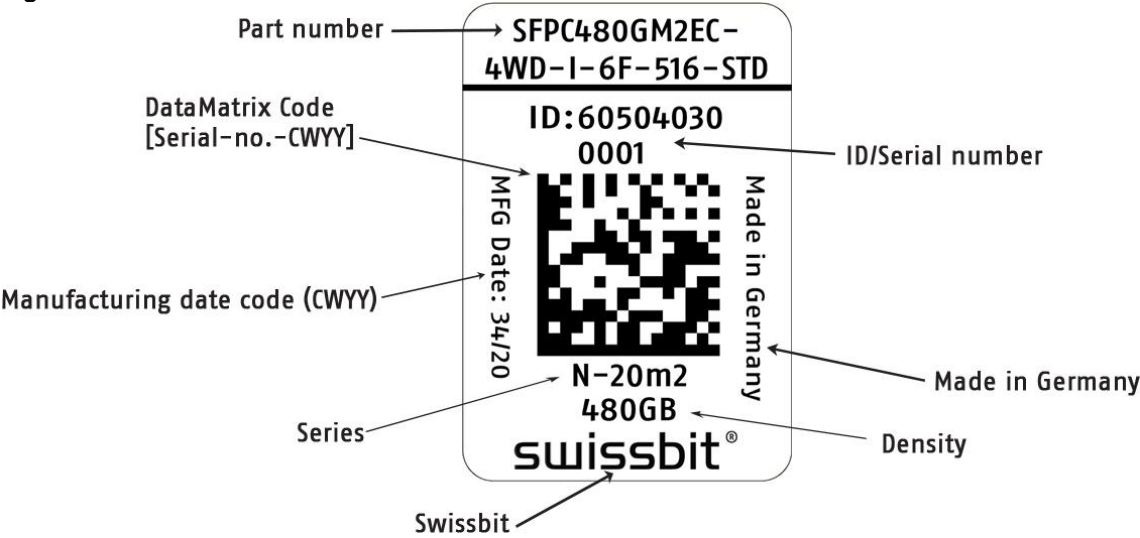 Part number
SFPC480GM2EC-
4WD-I-6F-516-STD
DataMatrix Code
[Serial-no.-CWYY]
ID:60504030
0001
ID/Serial number
MFG Date: 34/20
Made in Germany
Manufacturing date code (CWYY)
N-20m2
480GB
Made in Germany
Series
Density
swissbit®
Swissbit